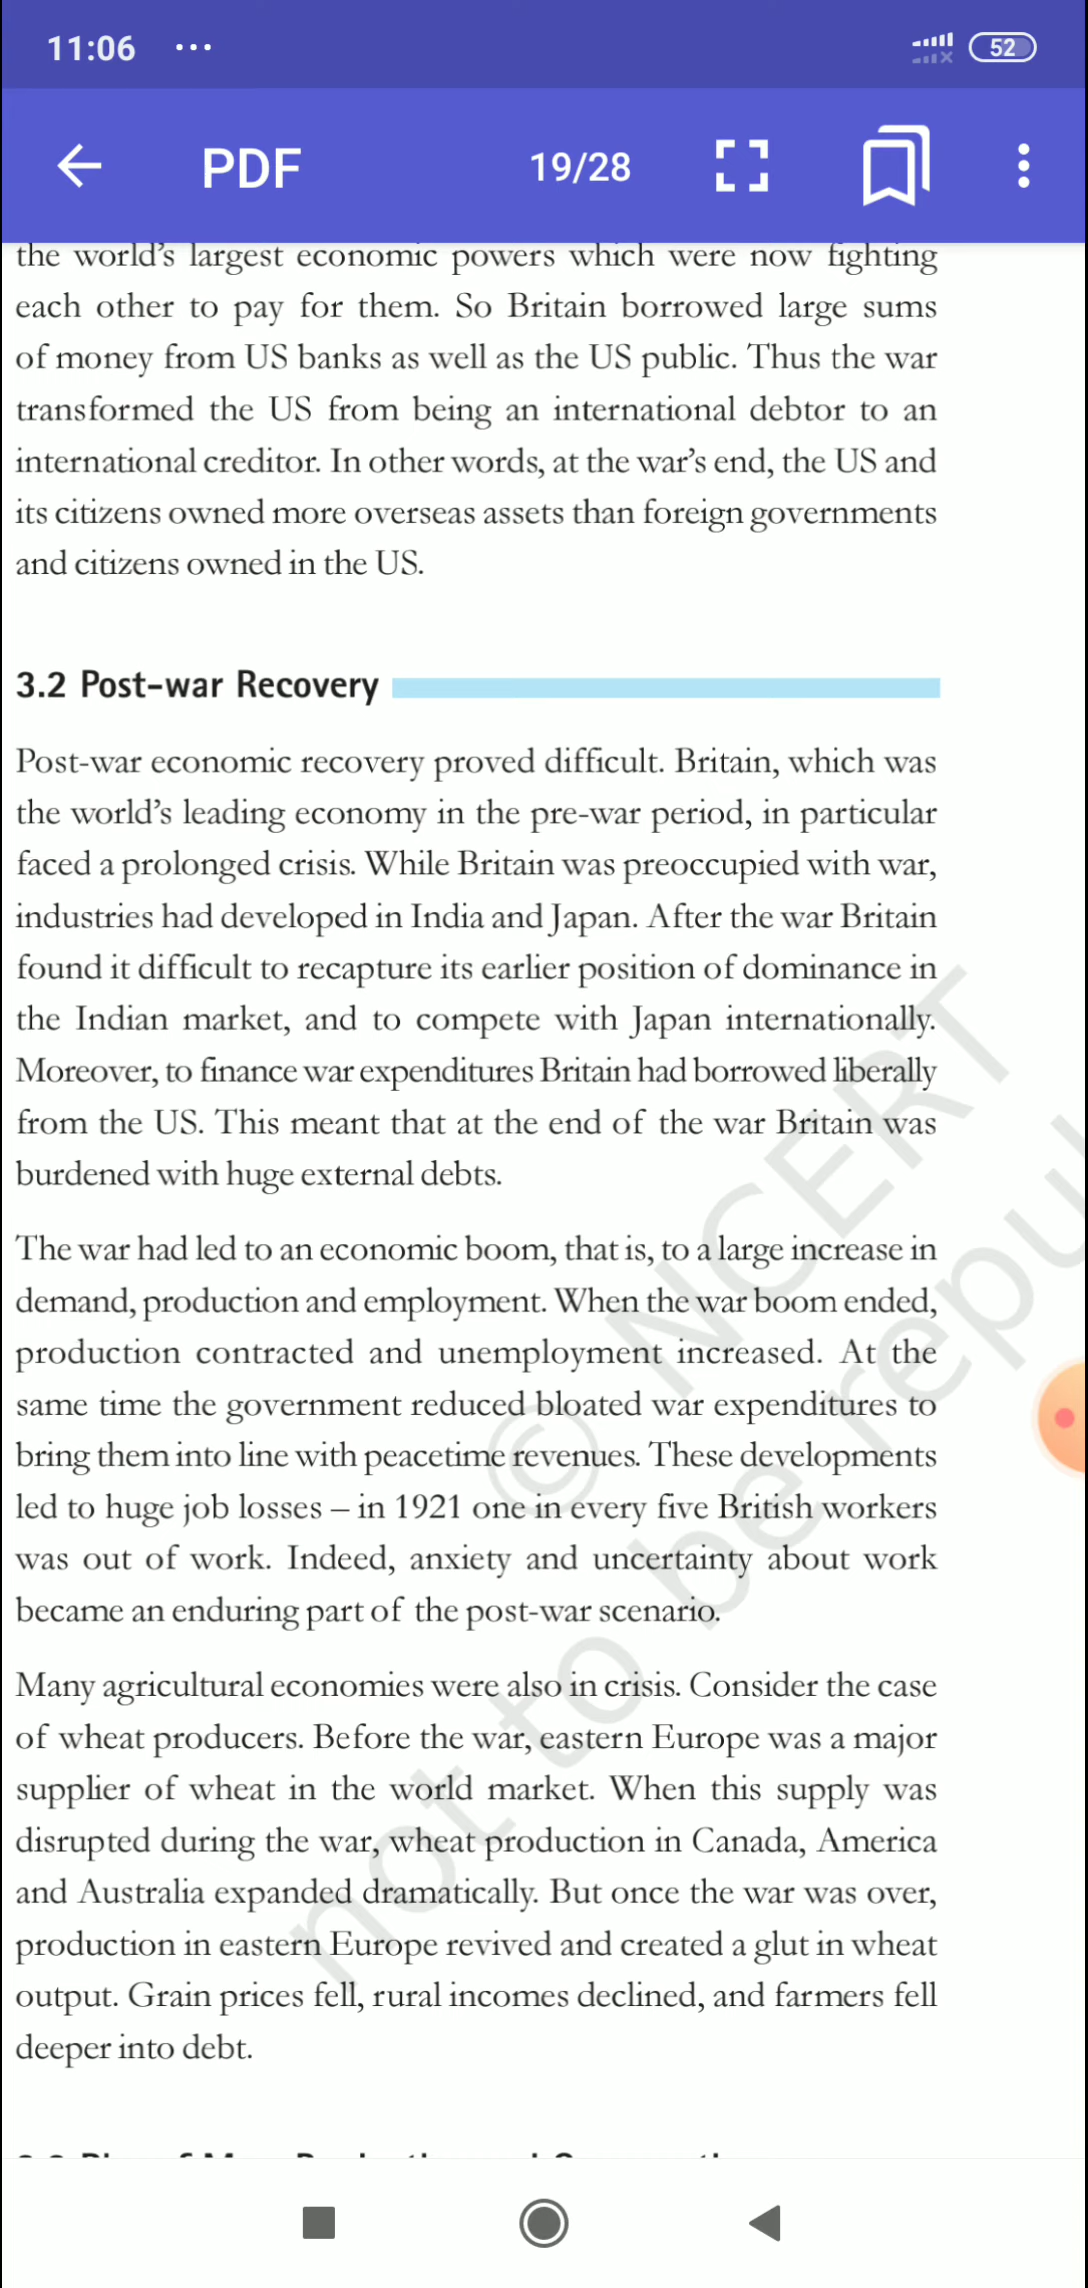 11:06 ...
52
PDF 19/28
the world's largest economic powers which were now fighting
each other to pay for them. So Britain borrowed large sums
of money from US banks as well as the US public. Thus the war
transformed the US from being an international debtor to an
international creditor. In other words, at the war's end, the US and
its citizens owned more overseas assets than foreign governments
and citizens owned in the US.
3.2 Post-war Recovery
Post-war economic recovery proved difficult. Britain, which was
the world's leading economy in the pre-war period, in particular
faced a prolonged crisis. While Britain was preoccupied with war,
industries had developed in India and Japan. After the war Britain
found it difficult to recapture its earlier position of dominance in
the Indian market, and to compete with Japan internationally.
Moreover, to finance war expenditures Britain had borrowed liberally
from the US. This meant that at the end of the war Britain was
burdened with huge external debts.
The war had led to an economic boom, that is, to a large increase in
demand, production and employment. When the war boom ended,
production contracted and unemployment increased. At the
same time the government reduced bloated war expenditures to
bring them into line with peacetime revenues. These developments
led to huge job losses – in 1921 one in every five British workers
was out of work. Indeed, anxiety and uncertainty about work
became an enduring part of the post-war scenario.
Many agricultural economies were also in crisis. Consider the case
of wheat producers. Before the war, eastern Europe was a major
supplier of wheat in the world market. When this supply was
disrupted during the war, wheat production in Canada, America
and Australia expanded dramatically. But once the war was over,
production in eastern Europe revived and created a glut in wheat
output. Grain prices fell, rural incomes declined, and farmers fell
deeper into debt.
© NCERT
not to be repu